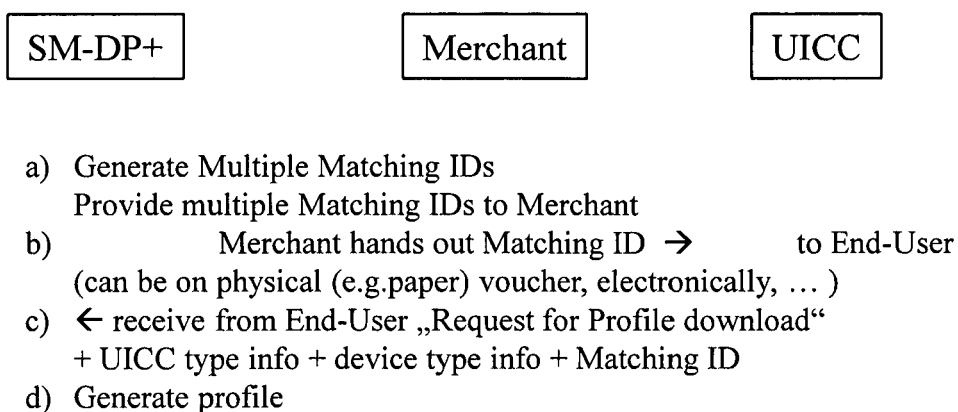 SM-DP+ Merchant UICC
a) Generate Multiple Matching IDs
Provide multiple Matching IDs to Merchant
b) Merchant hands out Matching ID → to End-User
(can be on physical (e.g.paper) voucher, electronically, … )
c) ← receive from End-User „Request for Profile download“
+ UICC type info + device type info + Matching ID
d) Generate profile